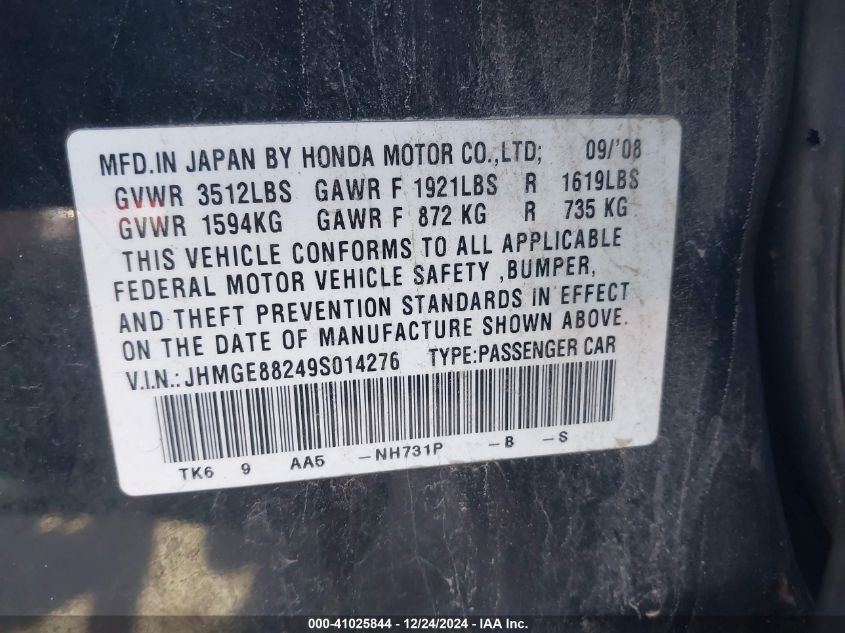 MFD.IN JAPAN BY HONDA MOTOR CO.,LTD; 09/'08
GVWR 3512LBS GAWR F 1921LBS R 1619LBS
GVWR 1594KG GAWR F 872 KG R 735 KG
THIS VEHICLE CONFORMS TO ALL APPLICABLE
FEDERAL MOTOR VEHICLE SAFETY ,BUMPER,
AND THEFT PREVENTION STANDARDS IN EFFECT
ON THE DATE OF MANUFACTURE SHOWN ABOVE.
V.I.N.: JHMGE88249S014276 TYPE:PASSENGER CAR
TK6 9 AA5 -NH731P -B -S
000-41025844 - 12/24/2024 - IAA Inc.